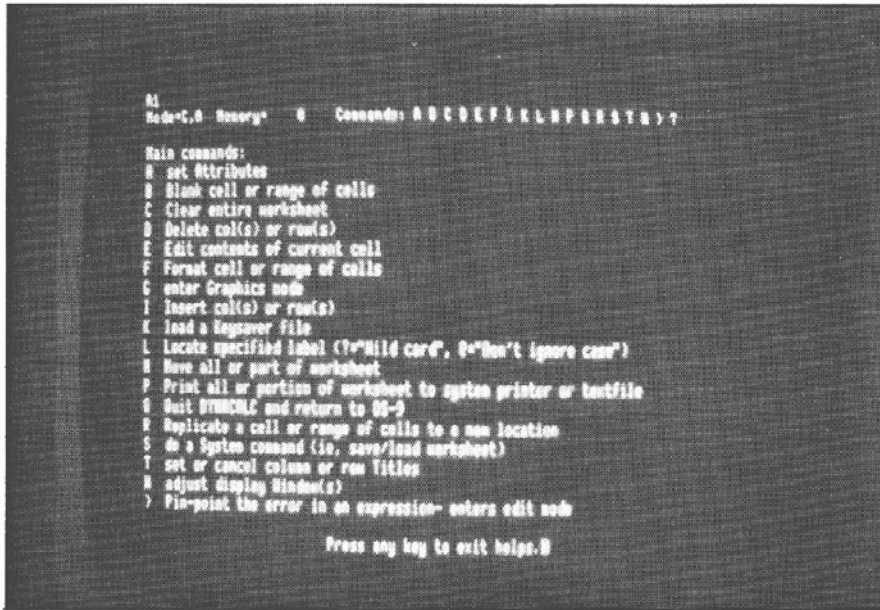 A1
Mode=C,A Memory= 0 Commands: A B C D E F I K L M P Q R S T W > ?
Main commands:
A set Attributes
B Blank cell or range of cells
C Clear entire worksheet
D Delete col(s) or row(s)
E Edit contents of current cell
F Format cell or range of cells
G enter Graphics mode
I Insert col(s) or row(s)
K load a Keysaver file
L Locate specified label (?="Wild card", @="Don't ignore case")
M Move all or part of worksheet
P Print all or portion of worksheet to system printer or textfile
Q Quit DYNACALC and return to OS-9
R Replicate a cell or range of cells to a new location
S do a System command (ie, save/load worksheet)
T set or cancel column or row Titles
W adjust display Window(s)
> Pin-point the error in an expression- enters edit mode
Press any key to exit helps.